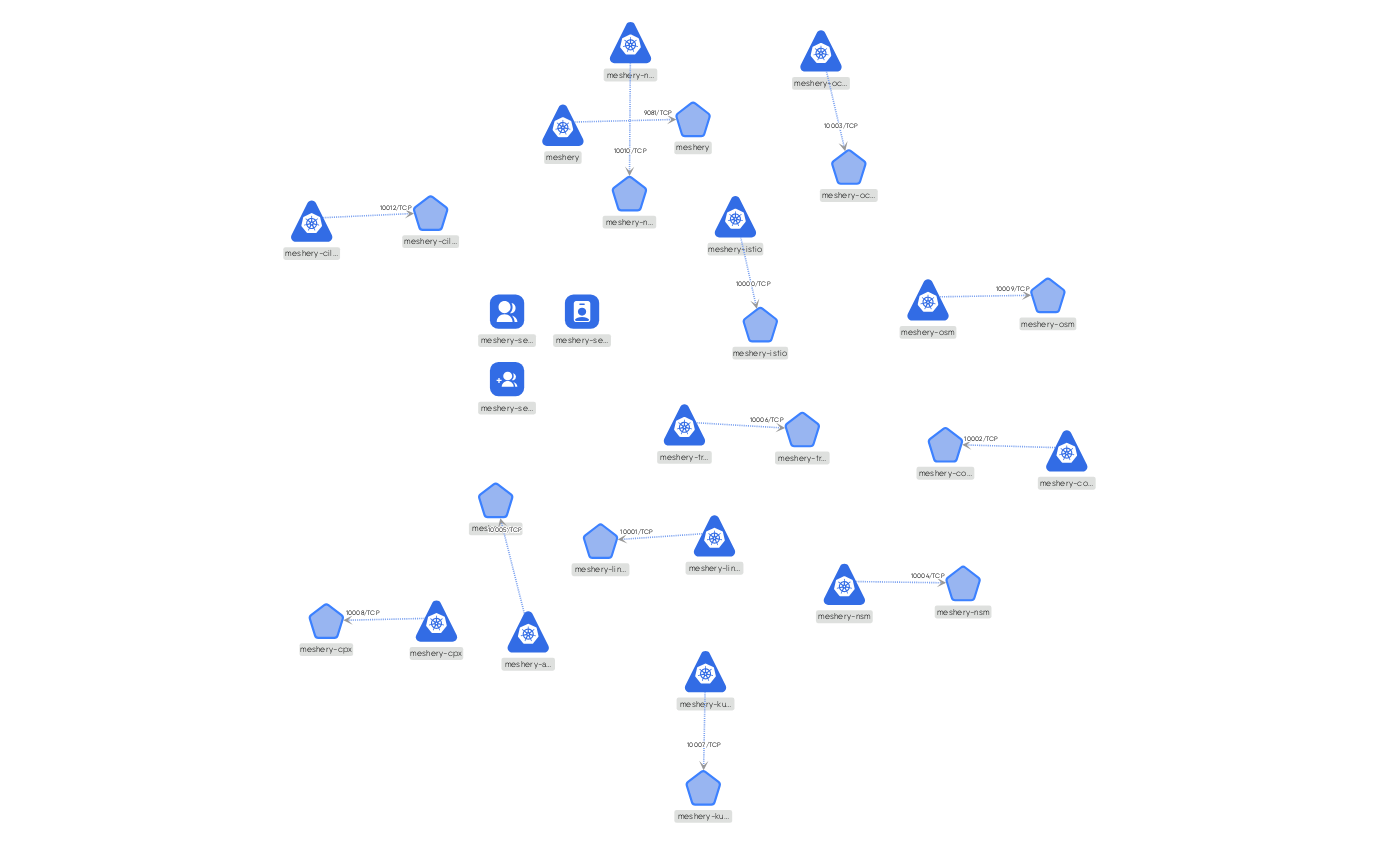 meshery-n...
meshery-oc...
9081/TCP
10003/TCP
meshery
meshery
10010/TCP
meshery-oc...
10012/TCP
meshery-n...
meshery-cil...
meshery-cil...
meshery-istio
10000/TCP
10009/TCP
meshery-osm
meshery-osm
meshery-se...
meshery-se...
meshery-istio
meshery-se...
10006/TCP
meshery-tr...
meshery-tr...
10002/TCP
meshery-co...
meshery-co...
10005/TCP
10001/TCP
meshery-lin...
meshery-lin...
10004/TCP
meshery-nsm
meshery-nsm
10008/TCP
meshery-cpx
meshery-cpx
meshery-a...
meshery-ku...
10007/TCP
meshery-ku...